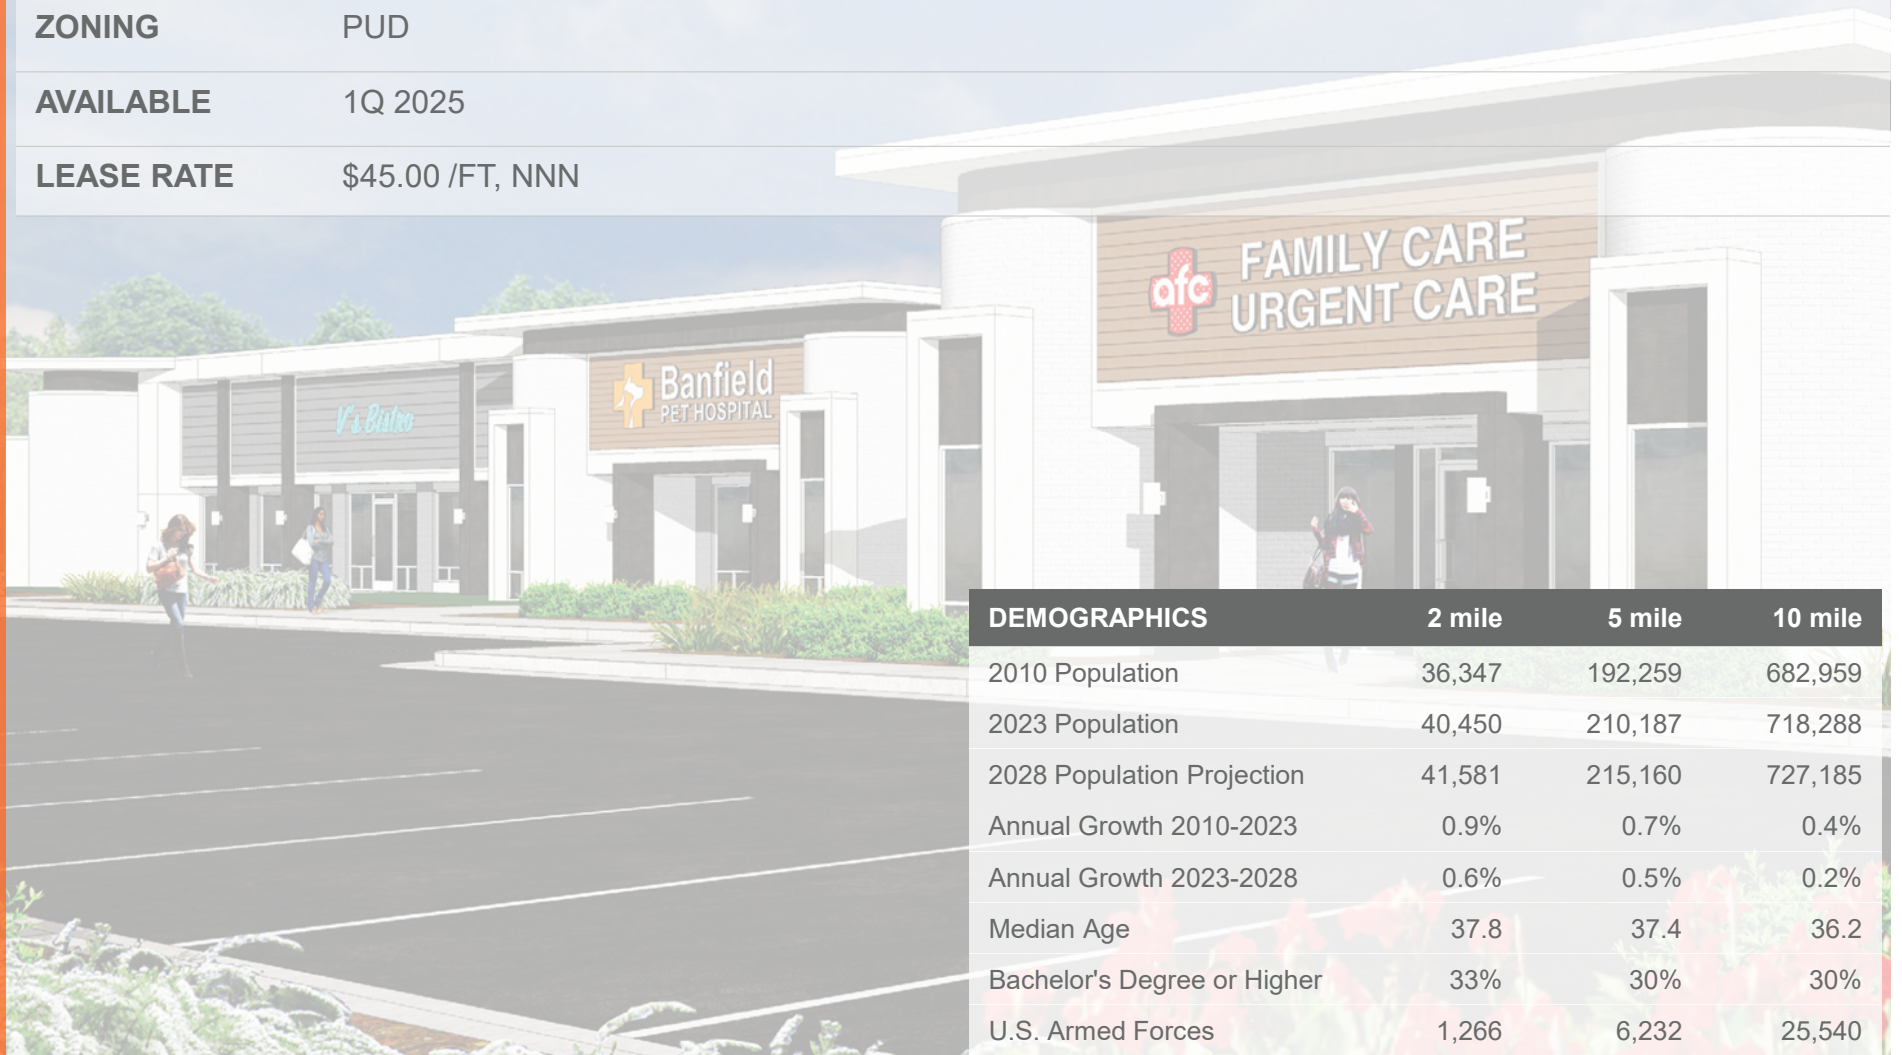 ZONING PUD
AVAILABLE 1Q 2025
LEASE RATE $45.00 /FT, NNN
afc FAMILY CARE
URGENT CARE
Banfield
PET HOSPITAL
V's Bistro
DEMOGRAPHICS 2 mile 5 mile 10 mile
2010 Population 36,347 192,259 682,959
2023 Population 40,450 210,187 718,288
2028 Population Projection 41,581 215,160 727,185
Annual Growth 2010-2023 0.9% 0.7% 0.4%
Annual Growth 2023-2028 0.6% 0.5% 0.2%
Median Age 37.8 37.4 36.2
Bachelor's Degree or Higher 33% 30% 30%
U.S. Armed Forces 1,266 6,232 25,540